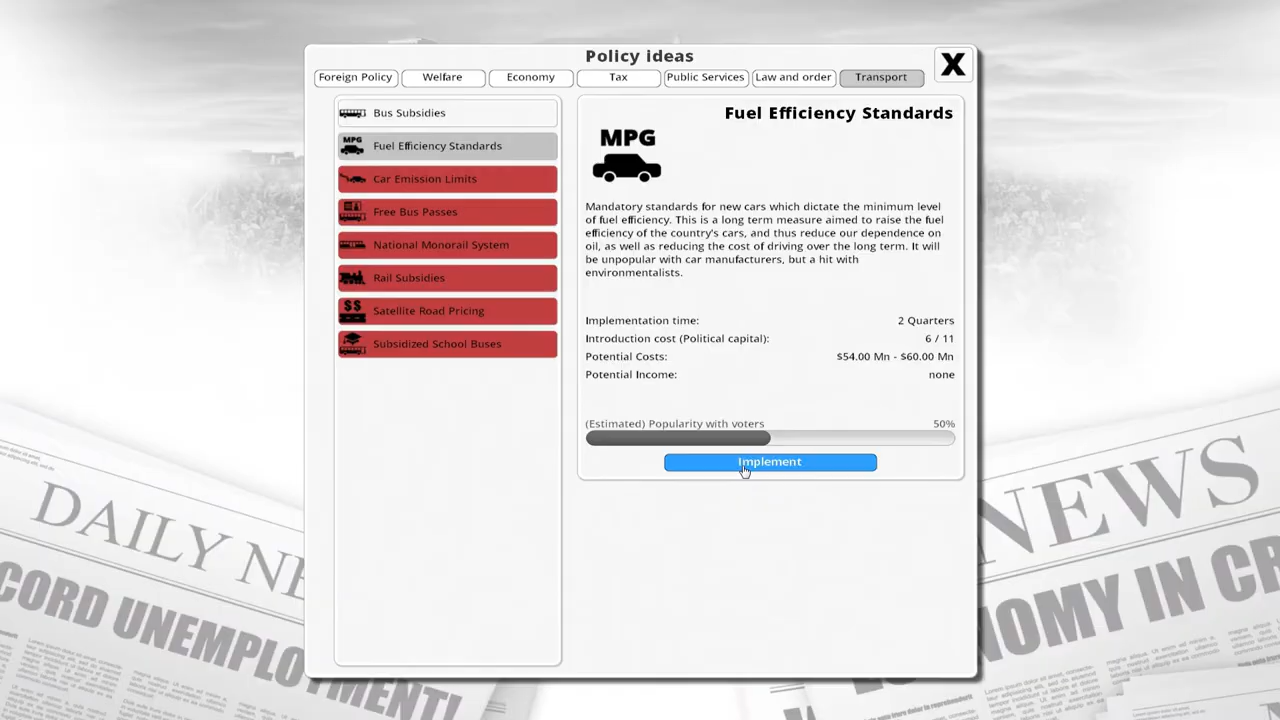 Policy ideas
X
Foreign Policy
Welfare
Economy
Tax
Public Services
Law and order
Transport
Bus Subsidies
MPG
Fuel Efficiency Standards
Car Emission Limits
Free Bus Passes
National Monorail System
Rail Subsidies
$$
Satellite Road Pricing
Subsidized School Buses
Fuel Efficiency Standards
MPG
Mandatory standards for new cars which dictate the minimum level
of fuel efficiency. This is a long term measure aimed to raise the fuel
efficiency of the country's cars, and thus reduce our dependence on
oil, as well as reducing the cost of driving over the long term. It will
be unpopular with car manufacturers, but a hit with
environmentalists.
Implementation time: 2 Quarters
Introduction cost (Political capital): 6 / 11
Potential Costs: $54.00 Mn - $60.00 Mn
Potential Income: none
(Estimated) Popularity with voters 50%
Implement
DAILY NE
CORD UNEMPLO
MENT!
NEWS
NOMY IN CR